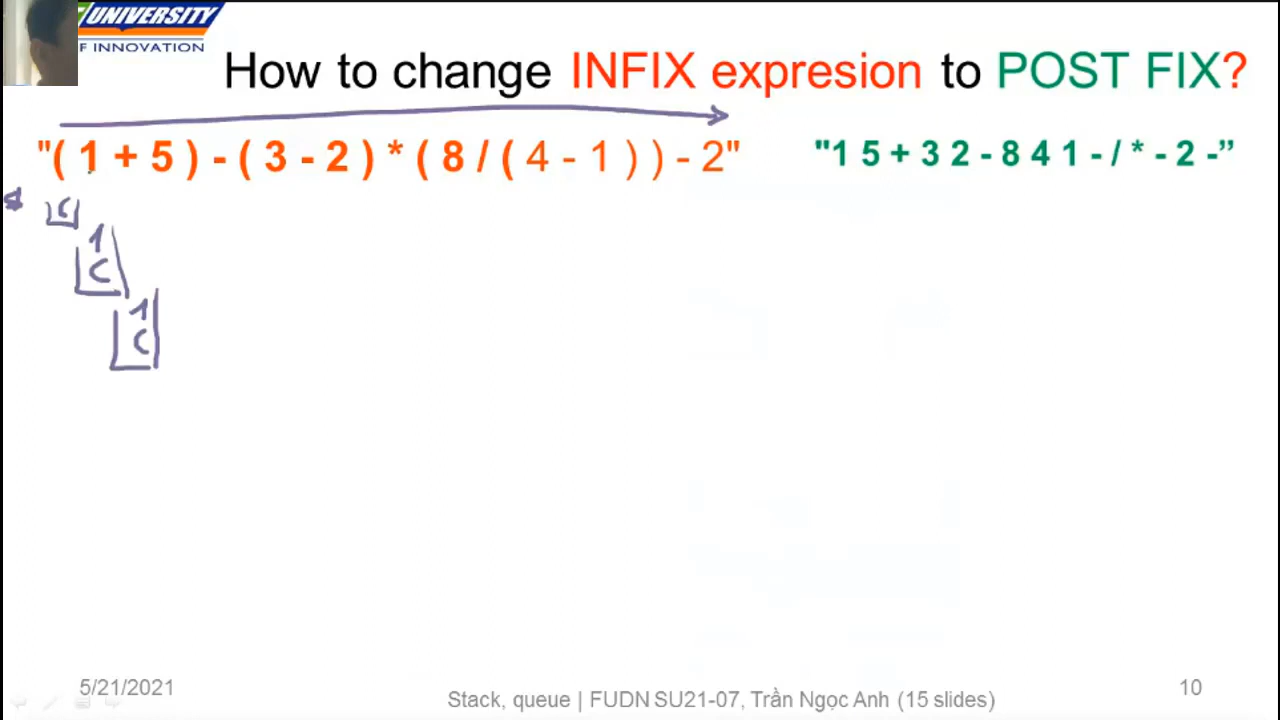 UNIVERSITY
F INNOVATION
How to change INFIX expresion to POST FIX?
"( 1 + 5 ) - ( 3 - 2 ) * ( 8 / ( 4 - 1 ) ) - 2" "1 5 + 3 2 - 8 4 1 - / * - 2 -”
(
1
(
1
(
5/21/2021
Stack, queue | FUDN SU21-07, Trần Ngọc Anh (15 slides)
10